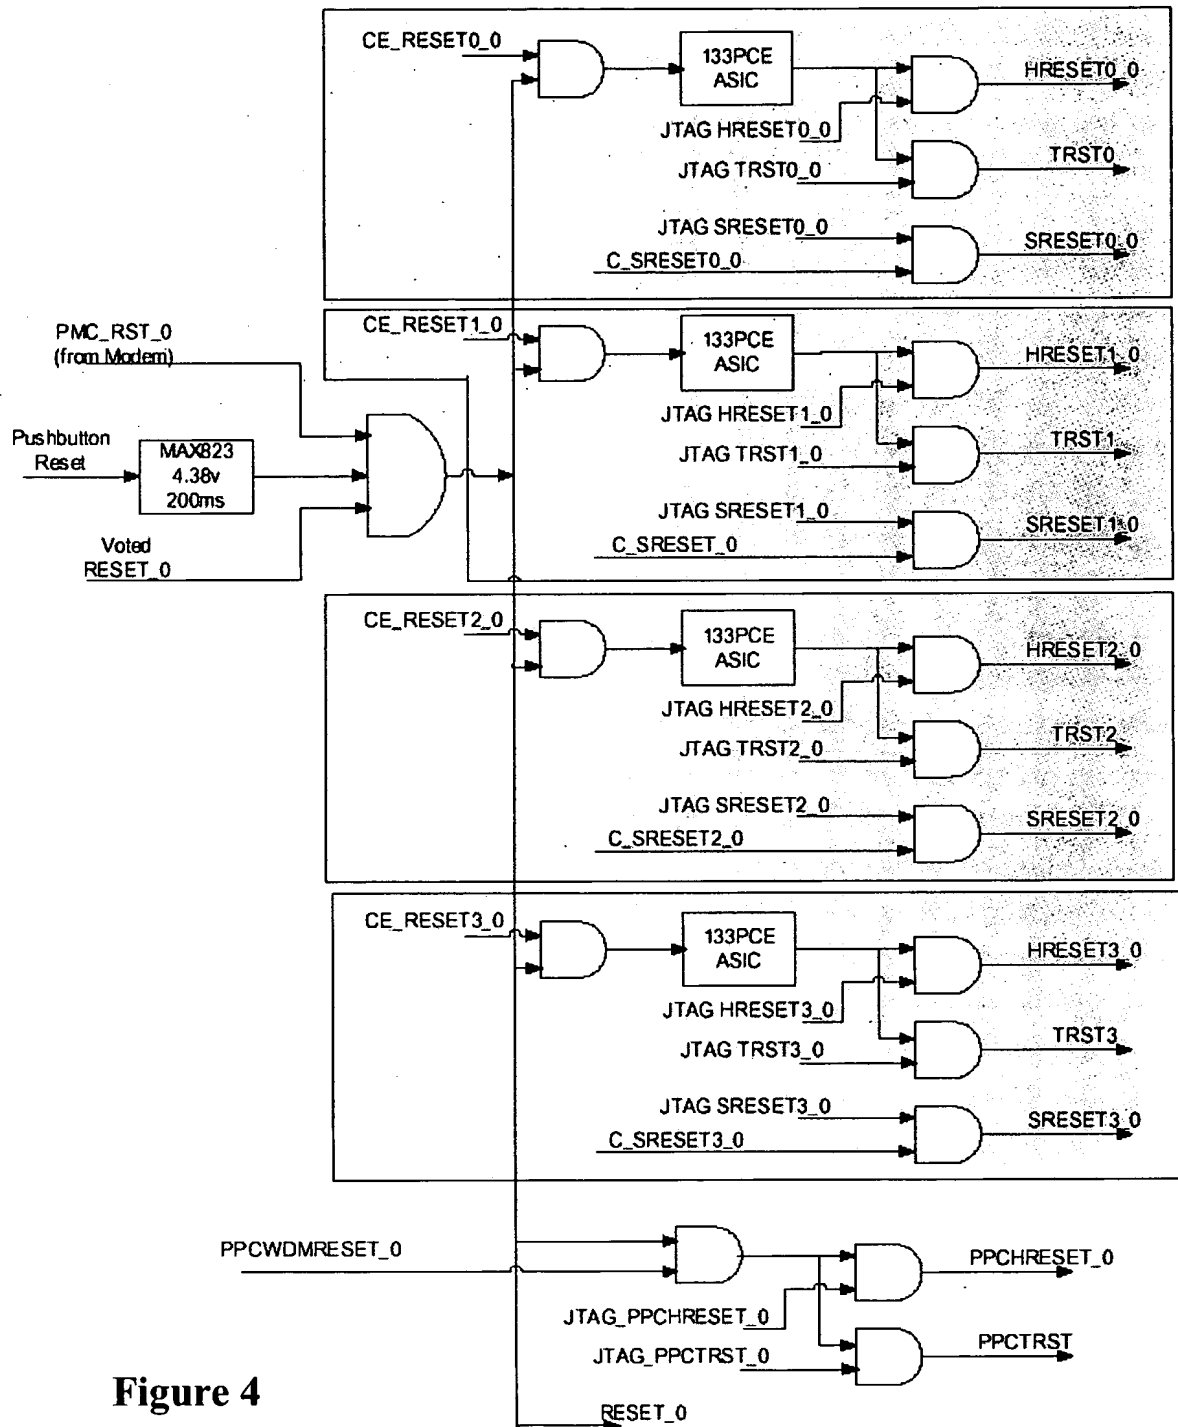 CE_RESET0_0
133PCE
ASIC
HRESET0_0
JTAG HRESET0_0
TRST0
JTAG TRST0_0
JTAG SRESET0_0
SRESET0_0
C_SRESET0_0
PMC_RST_0
(from Modem)
CE_RESET1_0
133PCE
ASIC
HRESET1_0
JTAG HRESET1_0
Pushbutton
Reset
MAX823
4.38v
200ms
TRST1
JTAG TRST1_0
JTAG SRESET1_0
SRESET1_0
C_SRESET_0
Voted
RESET_0
CE_RESET2_0
133PCE
ASIC
HRESET2_0
JTAG HRESET2_0
TRST2
JTAG TRST2_0
JTAG SRESET2_0
SRESET2_0
C_SRESET2_0
CE_RESET3_0
133PCE
ASIC
HRESET3_0
JTAG HRESET3_0
TRST3
JTAG TRST3_0
JTAG SRESET3_0
SRESET3_0
C_SRESET3_0
PPCWDMRESET_0
PPCHRESET_0
JTAG_PPCHRESET_0
PPCTRST
JTAG_PPCTRST_0
Figure 4
RESET_0